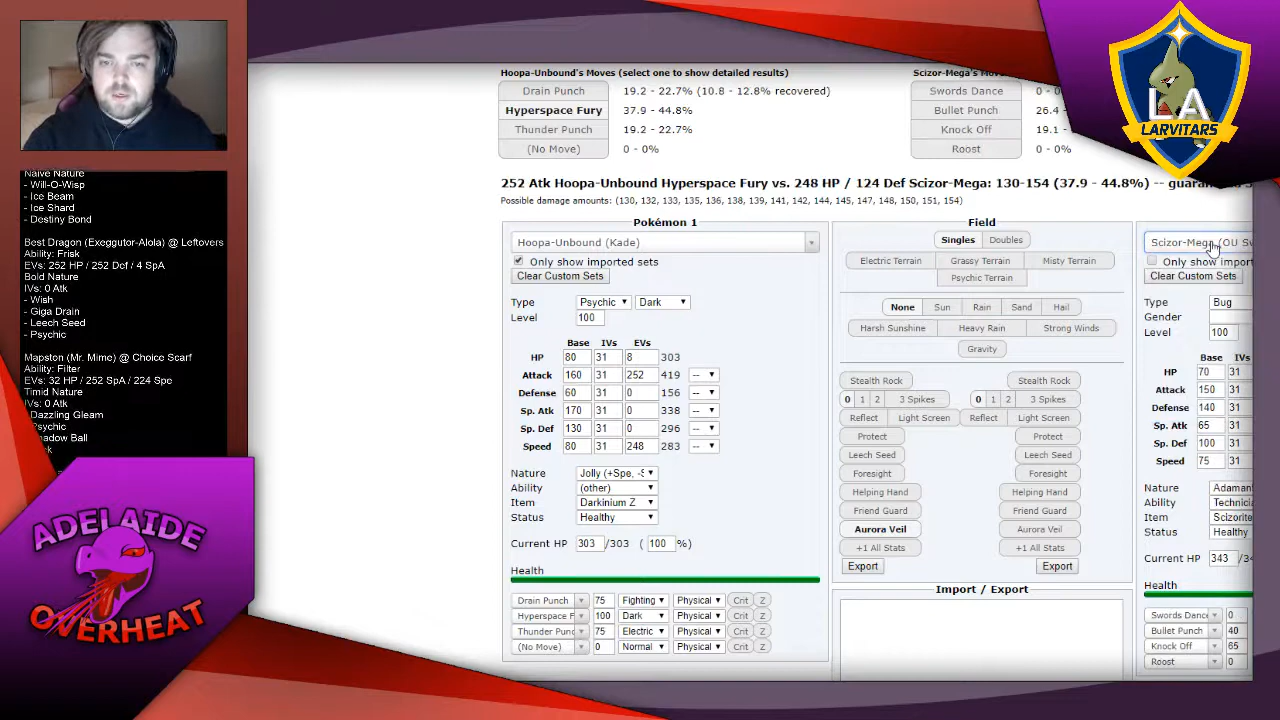 Naive Nature
- Will-O-Wisp
- Ice Beam
- Ice Shard
- Destiny Bond
Best Dragon (Exeggutor-Alola) @ Leftovers
Ability: Frisk
EVs: 252 HP / 252 Def / 4 SpA
Bold Nature
IVs: 0 Atk
- Wish
- Giga Drain
- Leech Seed
- Psychic
Mapston (Mr. Mime) @ Choice Scarf
Ability: Filter
EVs: 32 HP / 252 SpA / 224 Spe
Timid Nature
IVs: 0 Atk
Dazzling Gleam
ADELAIDE
OVERHEAT
LA
LARVITARS
Hoopa-Unbound's Moves (select one to show detailed results)
Drain Punch 19.2 - 22.7% (10.8 - 12.8% recovered)
Hyperspace Fury 37.9 - 44.8%
Thunder Punch 19.2 - 22.7%
(No Move) 0 - 0%
Scizor-Mega's
Swords Dance 0 -
Bullet Punch 26.4 -
Knock Off 19.1 -
Roost 0 - 0%
252 Atk Hoopa-Unbound Hyperspace Fury vs. 248 HP / 124 Def Scizor-Mega: 130-154 (37.9 - 44.8%) --
Possible damage amounts: (130, 132, 133, 135, 136, 138, 139, 141, 142, 144, 145, 147, 148, 150, 151, 154)
Pokémon 1
Hoopa-Unbound (Kade)
Only show imported sets
Clear Custom Sets
Type Psychic Dark
Level 100
Base IVs EVs
HP 80 31 8 303
Attack 160 31 252 419 --
Defense 60 31 0 156 --
Sp. Atk 170 31 0 338 --
Sp. Def 130 31 0 296 --
Speed 80 31 248 283 --
Nature Jolly (+Spe, -S
Ability (other)
Item Darkinium Z
Status Healthy
Current HP 303 /303 ( 100 %)
Health
Drain Punch 75 Fighting Physical Crit Z
Hyperspace F 100 Dark Physical Crit Z
Thunder Punc 75 Electric Physical Crit Z
(No Move) 0 Normal Physical Crit Z
Field
Singles Doubles
Electric Terrain Grassy Terrain Misty Terrain
Psychic Terrain
None Sun Rain Sand Hail
Harsh Sunshine Heavy Rain Strong Winds
Gravity
Stealth Rock Stealth Rock
0 1 2 3 Spikes 0 1 2 3 Spikes
Reflect Light Screen Reflect Light Screen
Protect Protect
Leech Seed Leech Seed
Foresight Foresight
Helping Hand Helping Hand
Friend Guard Friend Guard
Aurora Veil Aurora Veil
+1 All Stats +1 All Stats
Export Export
Import / Export
Scizor-Mega (OU Sw
Only show impor
Clear Custom Sets
Type Bug
Gender
Level 100
Base IVs
HP 70 31
Attack 150 31
Defense 140 31
Sp. Atk 65 31
Sp. Def 100 31
Speed 75 31
Nature Adaman
Ability Technici
Item Scizorite
Status Healthy
Current HP 343
Health
Swords Danc 0
Bullet Punch 40
Knock Off 65
Roost 0